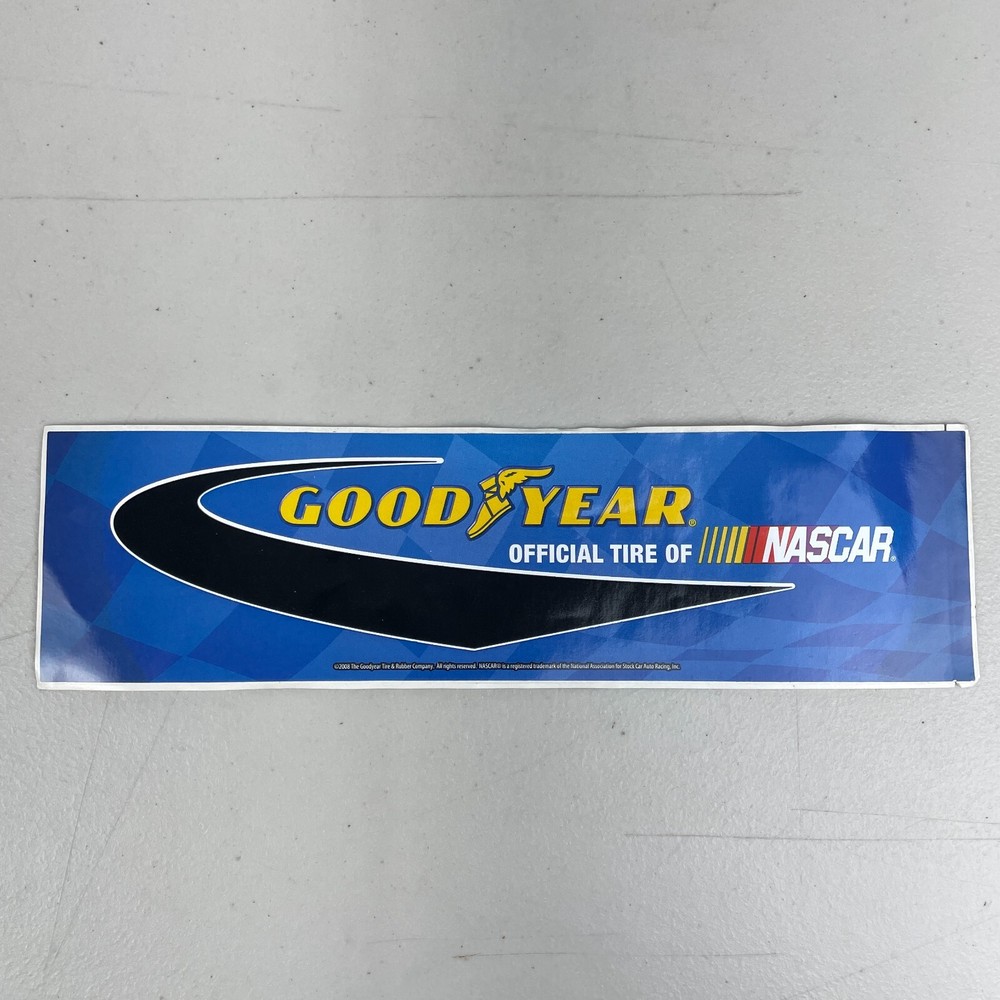 GOODYEAR®
OFFICIAL TIRE OF NASCAR®
©2008 The Goodyear Tire & Rubber Company. All rights reserved. NASCAR® is a registered trademark of the National Association for Stock Car Auto Racing, Inc.